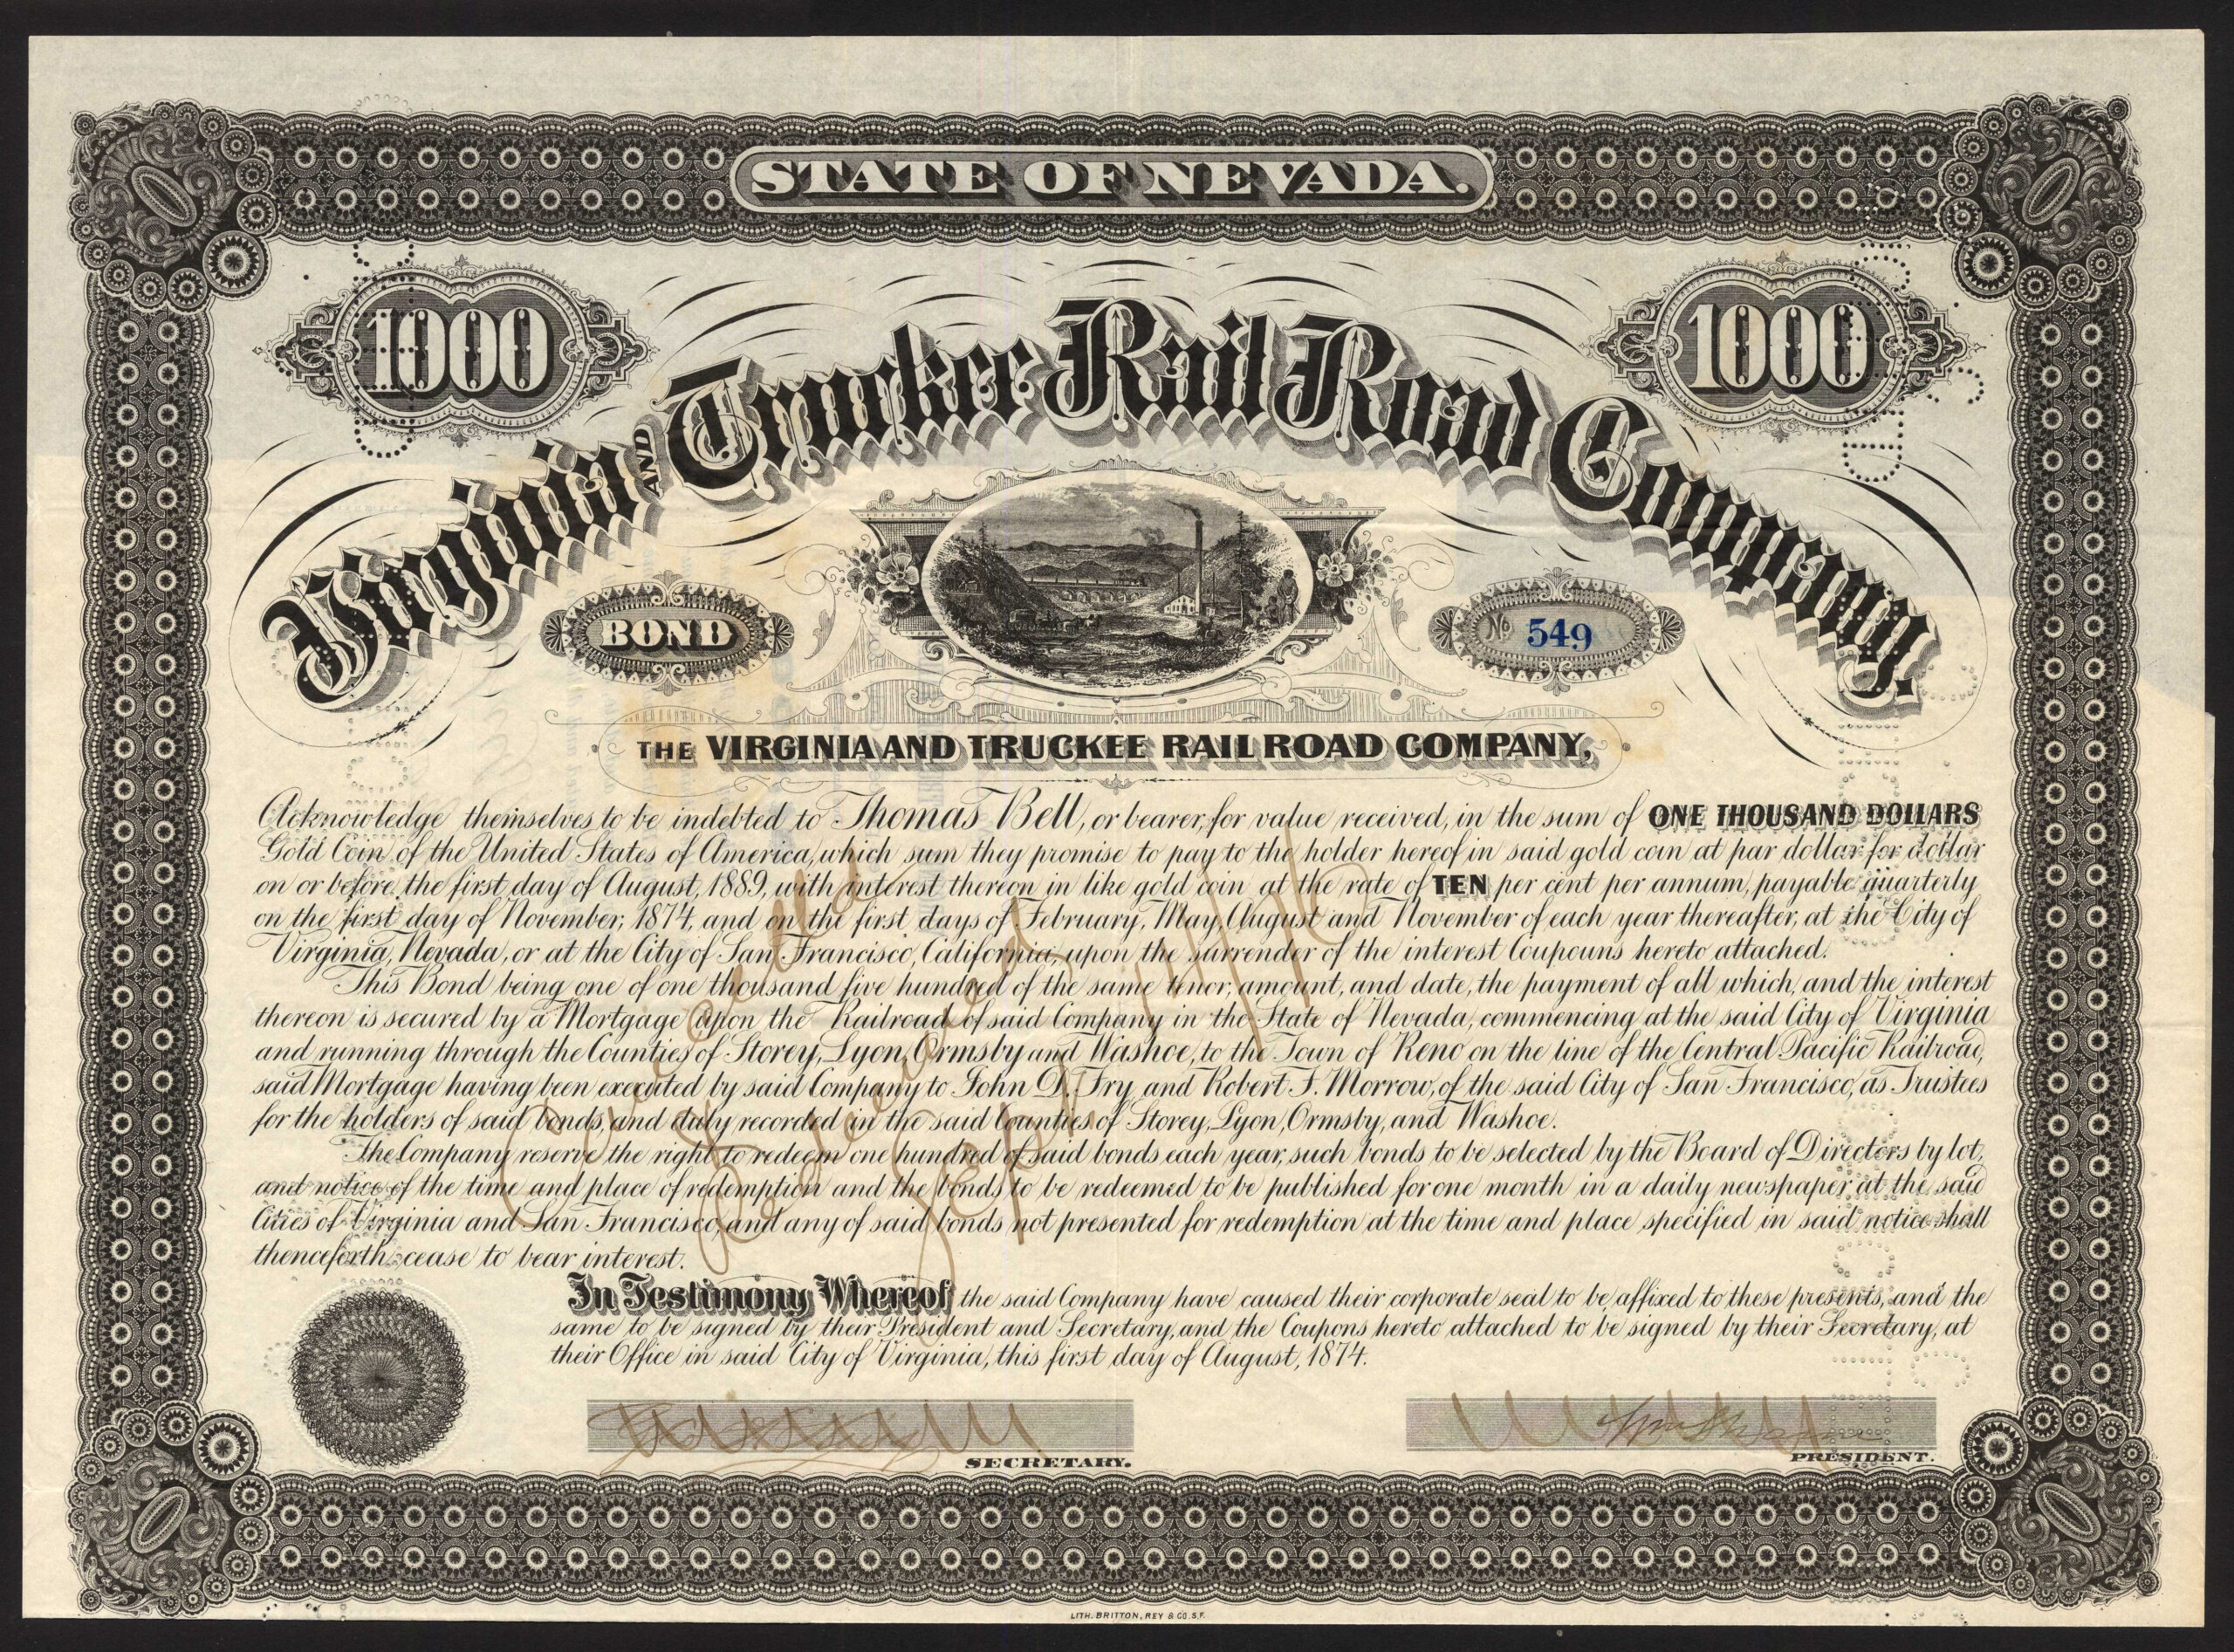 STATE OF NEVADA.
1000
1000
Virginia AND Truckee Rail Road Company,
BOND
No 549
THE VIRGINIA AND TRUCKEE RAIL ROAD COMPANY,
Acknowledge themselves to be indebted to Thomas Bell, or bearer, for value received, in the sum of ONE THOUSAND DOLLARS
Gold Coin of the United States of America, which sum they promise to pay to the holder hereof in said gold coin at par dollar for dollar
on or before the first day of August, 1889, with interest thereon in like gold coin at the rate of TEN per cent per annum, payable quarterly
on the first day of November, 1874, and on the first days of February, May, August and November of each year thereafter, at the City of
Virginia, Nevada, or at the City of San Francisco, California, upon the surrender of the interest Coupouns hereto attached.
This Bond being one of one thousand five hundred of the same tenor, amount, and date, the payment of all which, and the interest
thereon is secured by a Mortgage upon the Railroad of said Company in the State of Nevada, commencing at the said City of Virginia
and running through the Counties of Storey, Lyon, Ormsby and Washoe, to the Town of Reno on the line of the Central Pacific Railroad,
said Mortgage having been executed by said Company to John D. Fry and Robert F. Morrow, of the said City of San Francisco, as Trustees
for the holders of said bonds, and duly recorded in the said Counties of Storey, Lyon, Ormsby, and Washoe.
The Company reserve the right to redeem one hundred of said bonds each year, such bonds to be selected by the Board of Directors by lot,
and notice of the time and place of redemption and the bonds to be redeemed to be published for one month in a daily newspaper at the said
Cities of Virginia and San Francisco, and any of said bonds not presented for redemption at the time and place specified in said notice shall
thenceforth cease to bear interest.
In Testimony Whereof the said Company have caused their corporate seal to be affixed to these presents, and the
same to be signed by their President and Secretary, and the Coupons hereto attached to be signed by their Secretary, at
their Office in said City of Virginia, this first day of August, 1874.
SECRETARY.
PRESIDENT.
LITH. BRITTON, REY & CO. S.F.